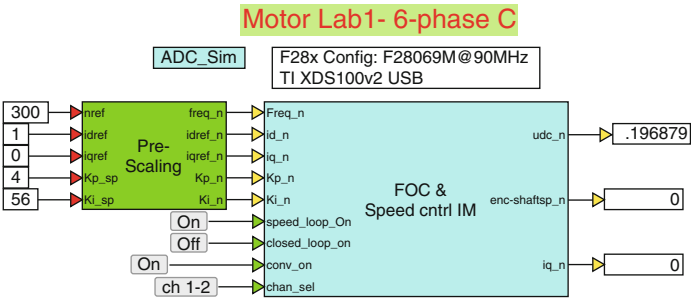 Motor Lab1- 6-phase C
ADC_Sim
F28x Config: F28069M@90MHz
TI XDS100v2 USB
300 nref freq_n Freq_n
1 idref idref_n id_n udc_n .196879
0 iqref Pre- iqref_n iq_n
4 Kp_sp Scaling Kp_n Kp_n FOC &
56 Ki_sp Ki_n Ki_n Speed cntrl IM enc-shaftsp_n 0
On speed_loop_On
Off closed_loop_on
On conv_on iq_n 0
ch 1-2 chan_sel